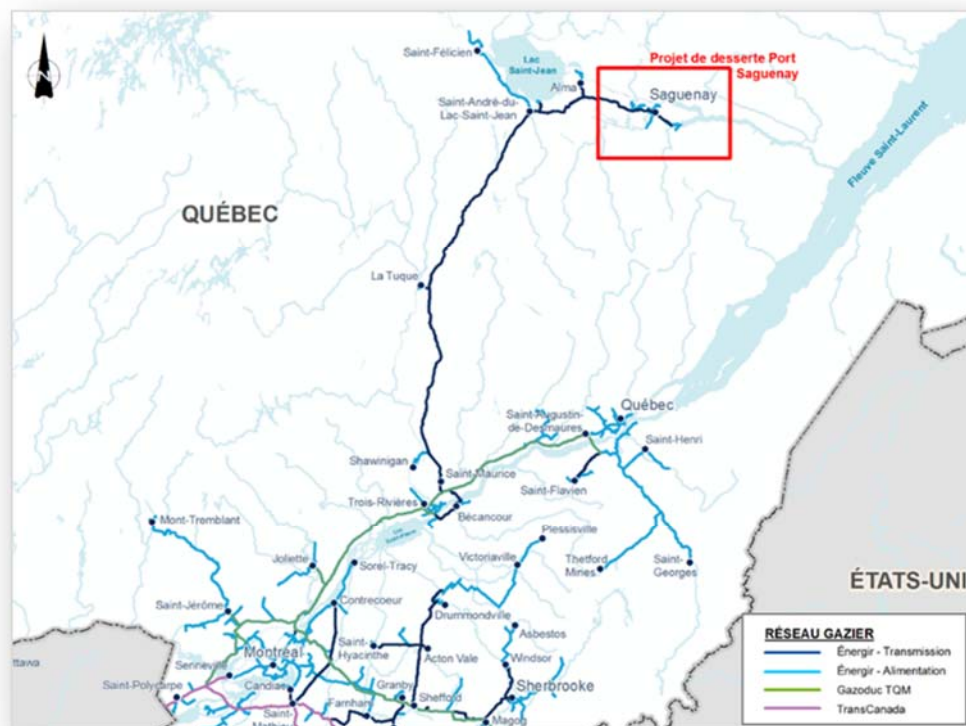 N
Saint-Félicien
Lac
Saint-Jean
Projet de desserte Port
Saguenay
Alma
Saguenay
Saint-André-du-
Lac-Saint-Jean
Fleuve Saint-Laurent
QUÉBEC
La Tuque
Québec
Saint-Augustin-
de-Desmaures
Saint-Henri
Shawinigan
Saint-Maurice
Saint-Flavien
Trois-Rivières
Bécancour
Mont-Tremblant
Plessisville
Joliette
Sorel-Tracy
Victoriaville
Thetford
Mines
Saint-
Georges
ÉTATS-UNI
Saint-Jérôme
Contrecoeur
Drummondville
Asbestos
Saint-
Hyacinthe
Acton Vale
Windsor
ttawa
Senneville
Montréal
Saint-Polycarpe
Candiac
Granby
Shefford
Sherbrooke
Farnham
Saint-
Magog
RÉSEAU GAZIER
Énergir - Transmission
Énergir - Alimentation
Gazoduc TQM
TransCanada